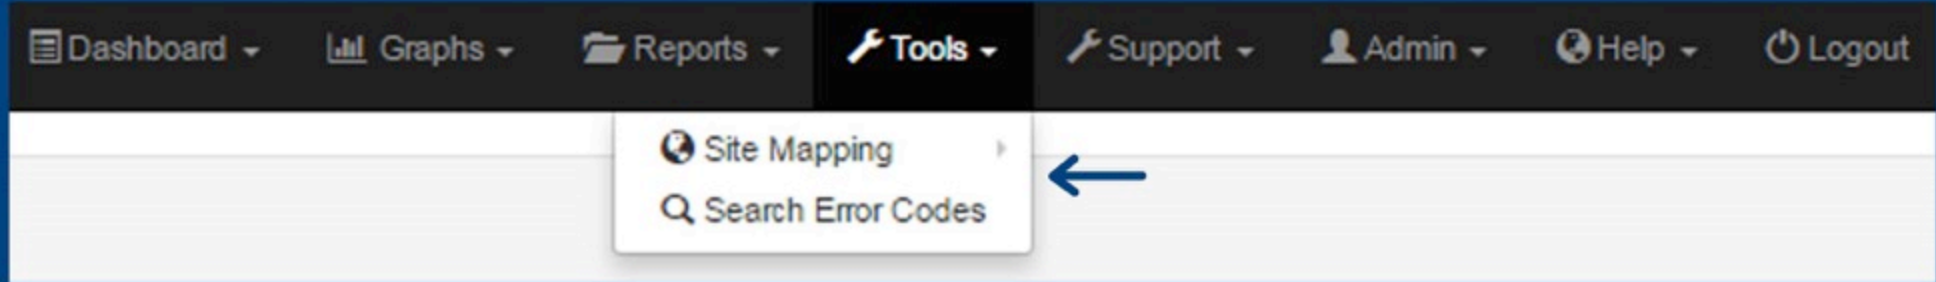 Dashboard Graphs Reports Tools Support Admin Help Logout
Site Mapping
Search Error Codes